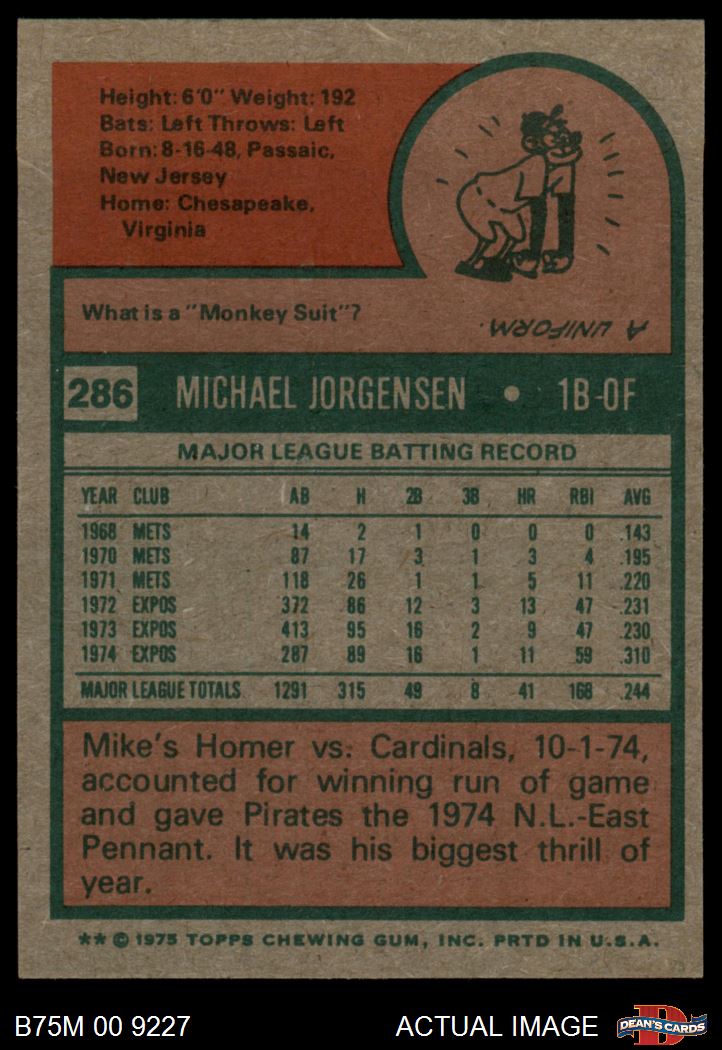 Height: 6'0" Weight: 192
Bats: Left Throws: Left
Born: 8-16-48, Passaic,
New Jersey
Home: Chesapeake,
Virginia
What is a "Monkey Suit"?
A UNIFORM.
286 MICHAEL JORGENSEN • 1B-OF
MAJOR LEAGUE BATTING RECORD
YEAR CLUB AB H 2B 3B HR RBI AVG
1968 METS 14 2 1 0 0 0 .143
1970 METS 87 17 3 1 3 4 .195
1971 METS 118 26 1 1 5 11 .220
1972 EXPOS 372 86 12 3 13 47 .231
1973 EXPOS 413 95 16 2 9 47 .230
1974 EXPOS 287 89 16 1 11 59 .310
MAJOR LEAGUE TOTALS 1291 315 49 8 41 168 .244
Mike's Homer vs. Cardinals, 10-1-74,
accounted for winning run of game
and gave Pirates the 1974 N.L.-East
Pennant. It was his biggest thrill of
year.
** © 1975 TOPPS CHEWING GUM, INC. PRTD IN U.S.A.
B75M 00 9227 ACTUAL IMAGE
DEAN'S CARDS